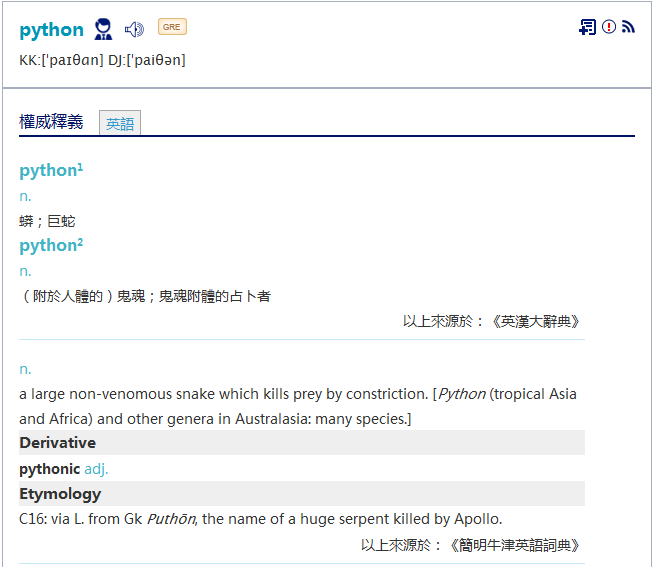 python GRE
KK:[ˈpaɪθɑn] DJ:[ˈpaiθən]
權威釋義 英語
python¹
n.
蟒；巨蛇
python²
n.
（附於人體的）鬼魂；鬼魂附體的占卜者
以上來源於：《英漢大辭典》
n.
a large non-venomous snake which kills prey by constriction. [Python (tropical Asia
and Africa) and other genera in Australasia: many species.]
Derivative
pythonic adj.
Etymology
C16: via L. from Gk Puthōn, the name of a huge serpent killed by Apollo.
以上來源於：《簡明牛津英語詞典》